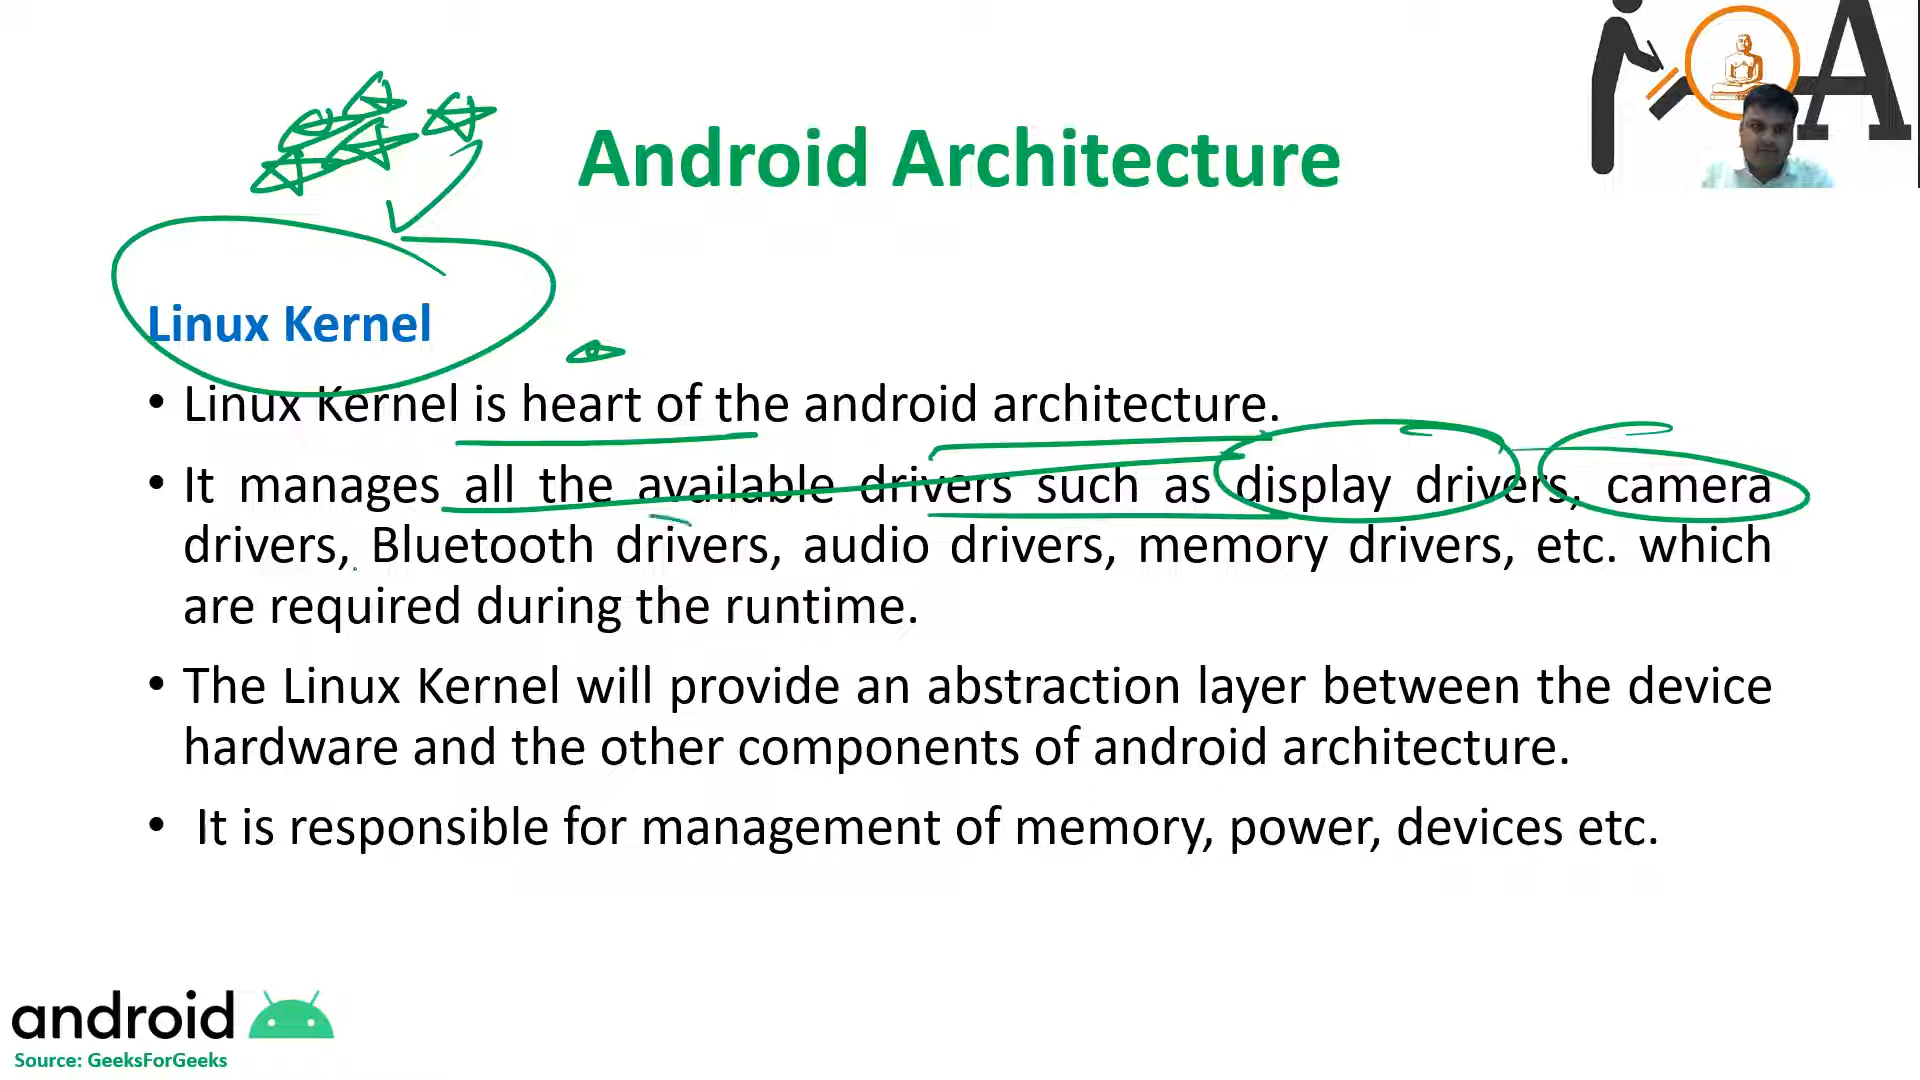 A
Android Architecture
Linux Kernel
• Linux Kernel is heart of the android architecture.
• It manages all the available drivers such as display drivers, camera
drivers, Bluetooth drivers, audio drivers, memory drivers, etc. which
are required during the runtime.
• The Linux Kernel will provide an abstraction layer between the device
hardware and the other components of android architecture.
• It is responsible for management of memory, power, devices etc.
android
Source: GeeksForGeeks